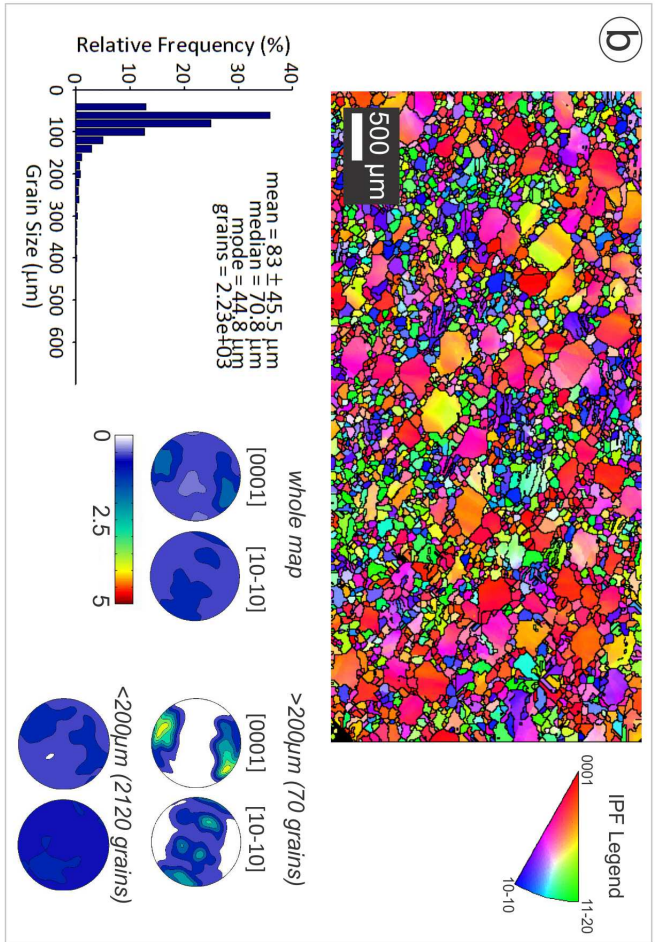 b
500 µm
IPF Legend
0001
11-20
10-10
Relative Frequency (%)
40
30
20
10
0
0
100
200
300
400
500
600
Grain Size (µm)
mean = 83 ± 45.5 µm
median = 70.8 µm
mode = 44.8 µm
grains = 2.23e+03
whole map
[0001]
[10-10]
0
2.5
5
>200µm (70 grains)
[0001]
[10-10]
<200µm (2120 grains)